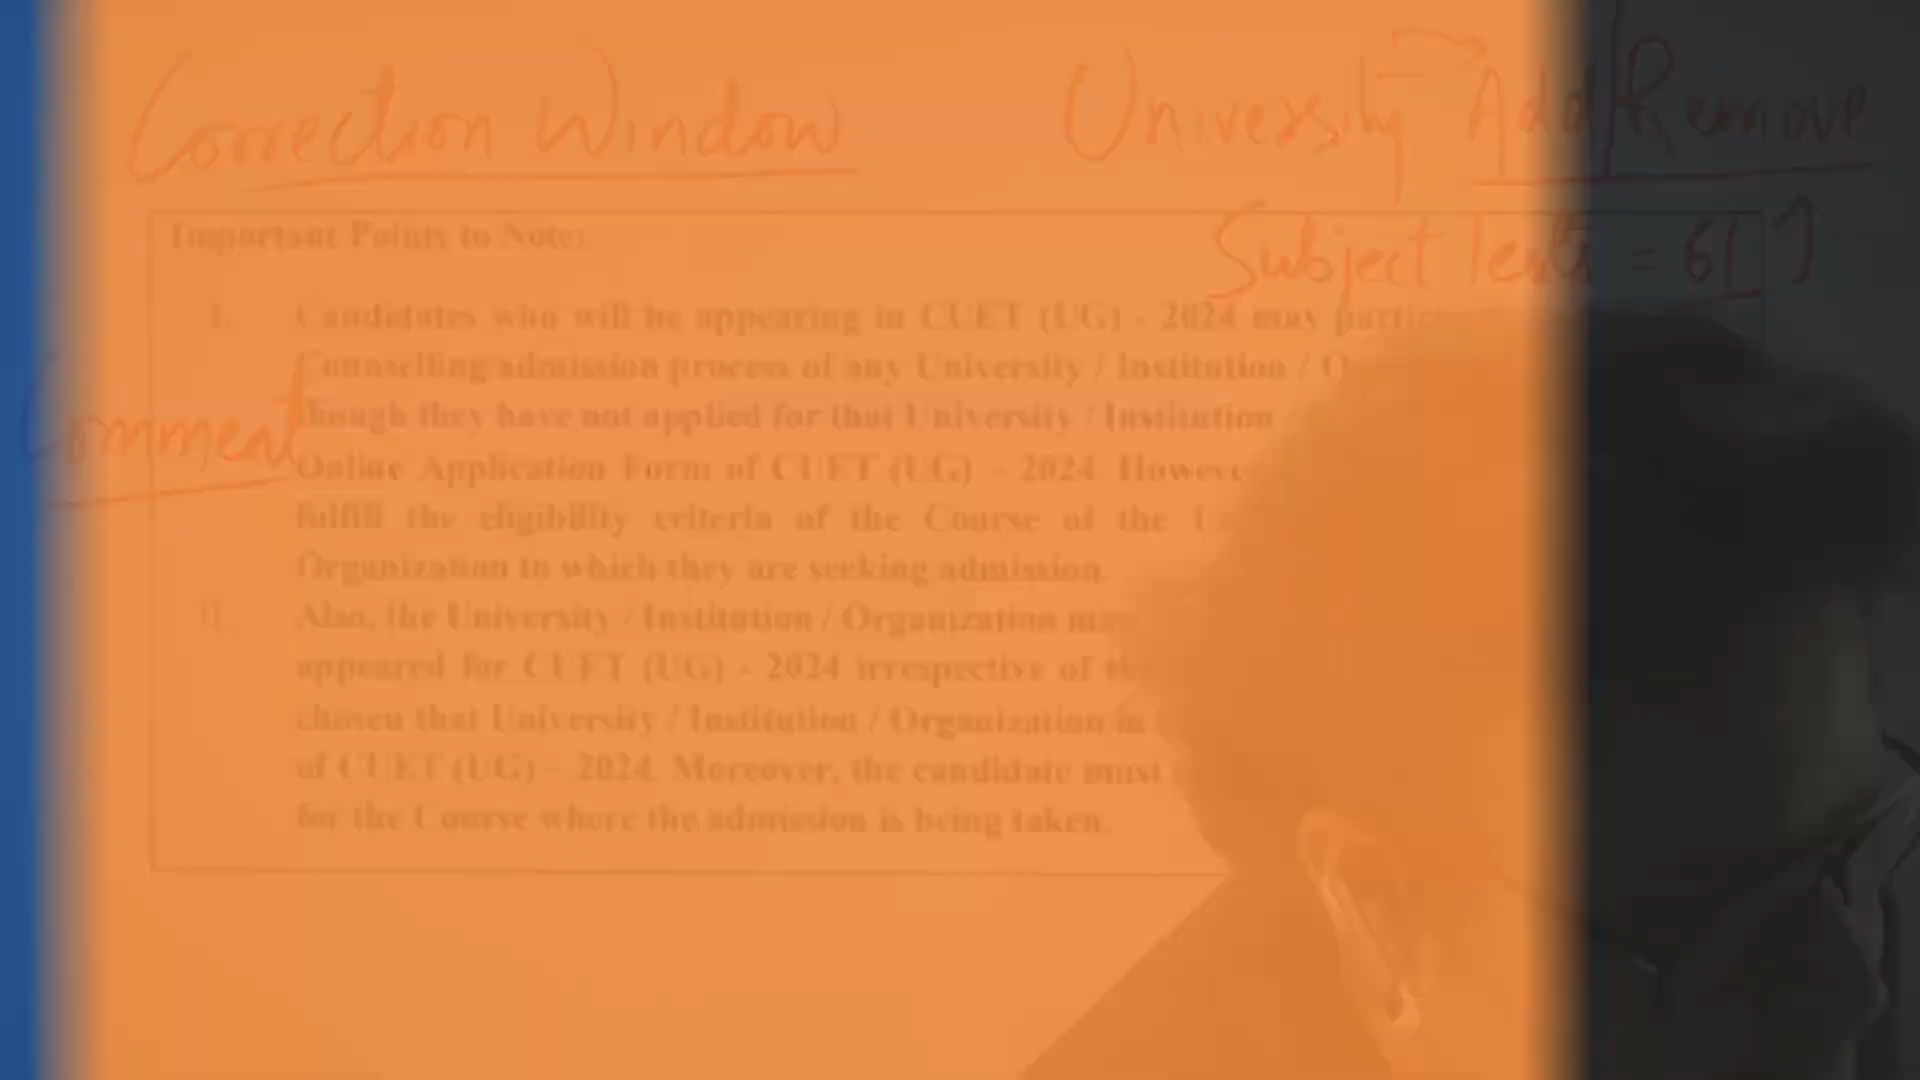 Correction Window University Add/Remove
Subject Tests = 61 ↑
Important Points to Note:
I. Candidates who will be appearing in CUET (UG) - 2024 may partici
Counselling/admission process of any University / Institution / O
though they have not applied for that University / Institution
Comment
Online Application Form of CUET (UG) – 2024. Howeve
fulfill the eligibility criteria of the Course of the
Organization to which they are seeking admission.
II. Also, the University / Institution / Organization may
appeared for CUET (UG) - 2024 irrespective of the
chosen that University / Institution / Organization in
of CUET (UG) – 2024. Moreover, the candidate must
for the Course where the admission is being taken.